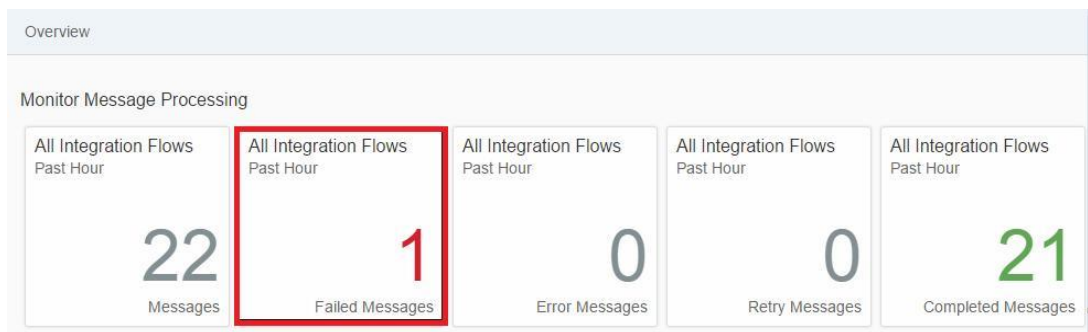 Overview
Monitor Message Processing
All Integration Flows
Past Hour
22
Messages
All Integration Flows
Past Hour
1
Failed Messages
All Integration Flows
Past Hour
0
Error Messages
All Integration Flows
Past Hour
0
Retry Messages
All Integration Flows
Past Hour
21
Completed Messages